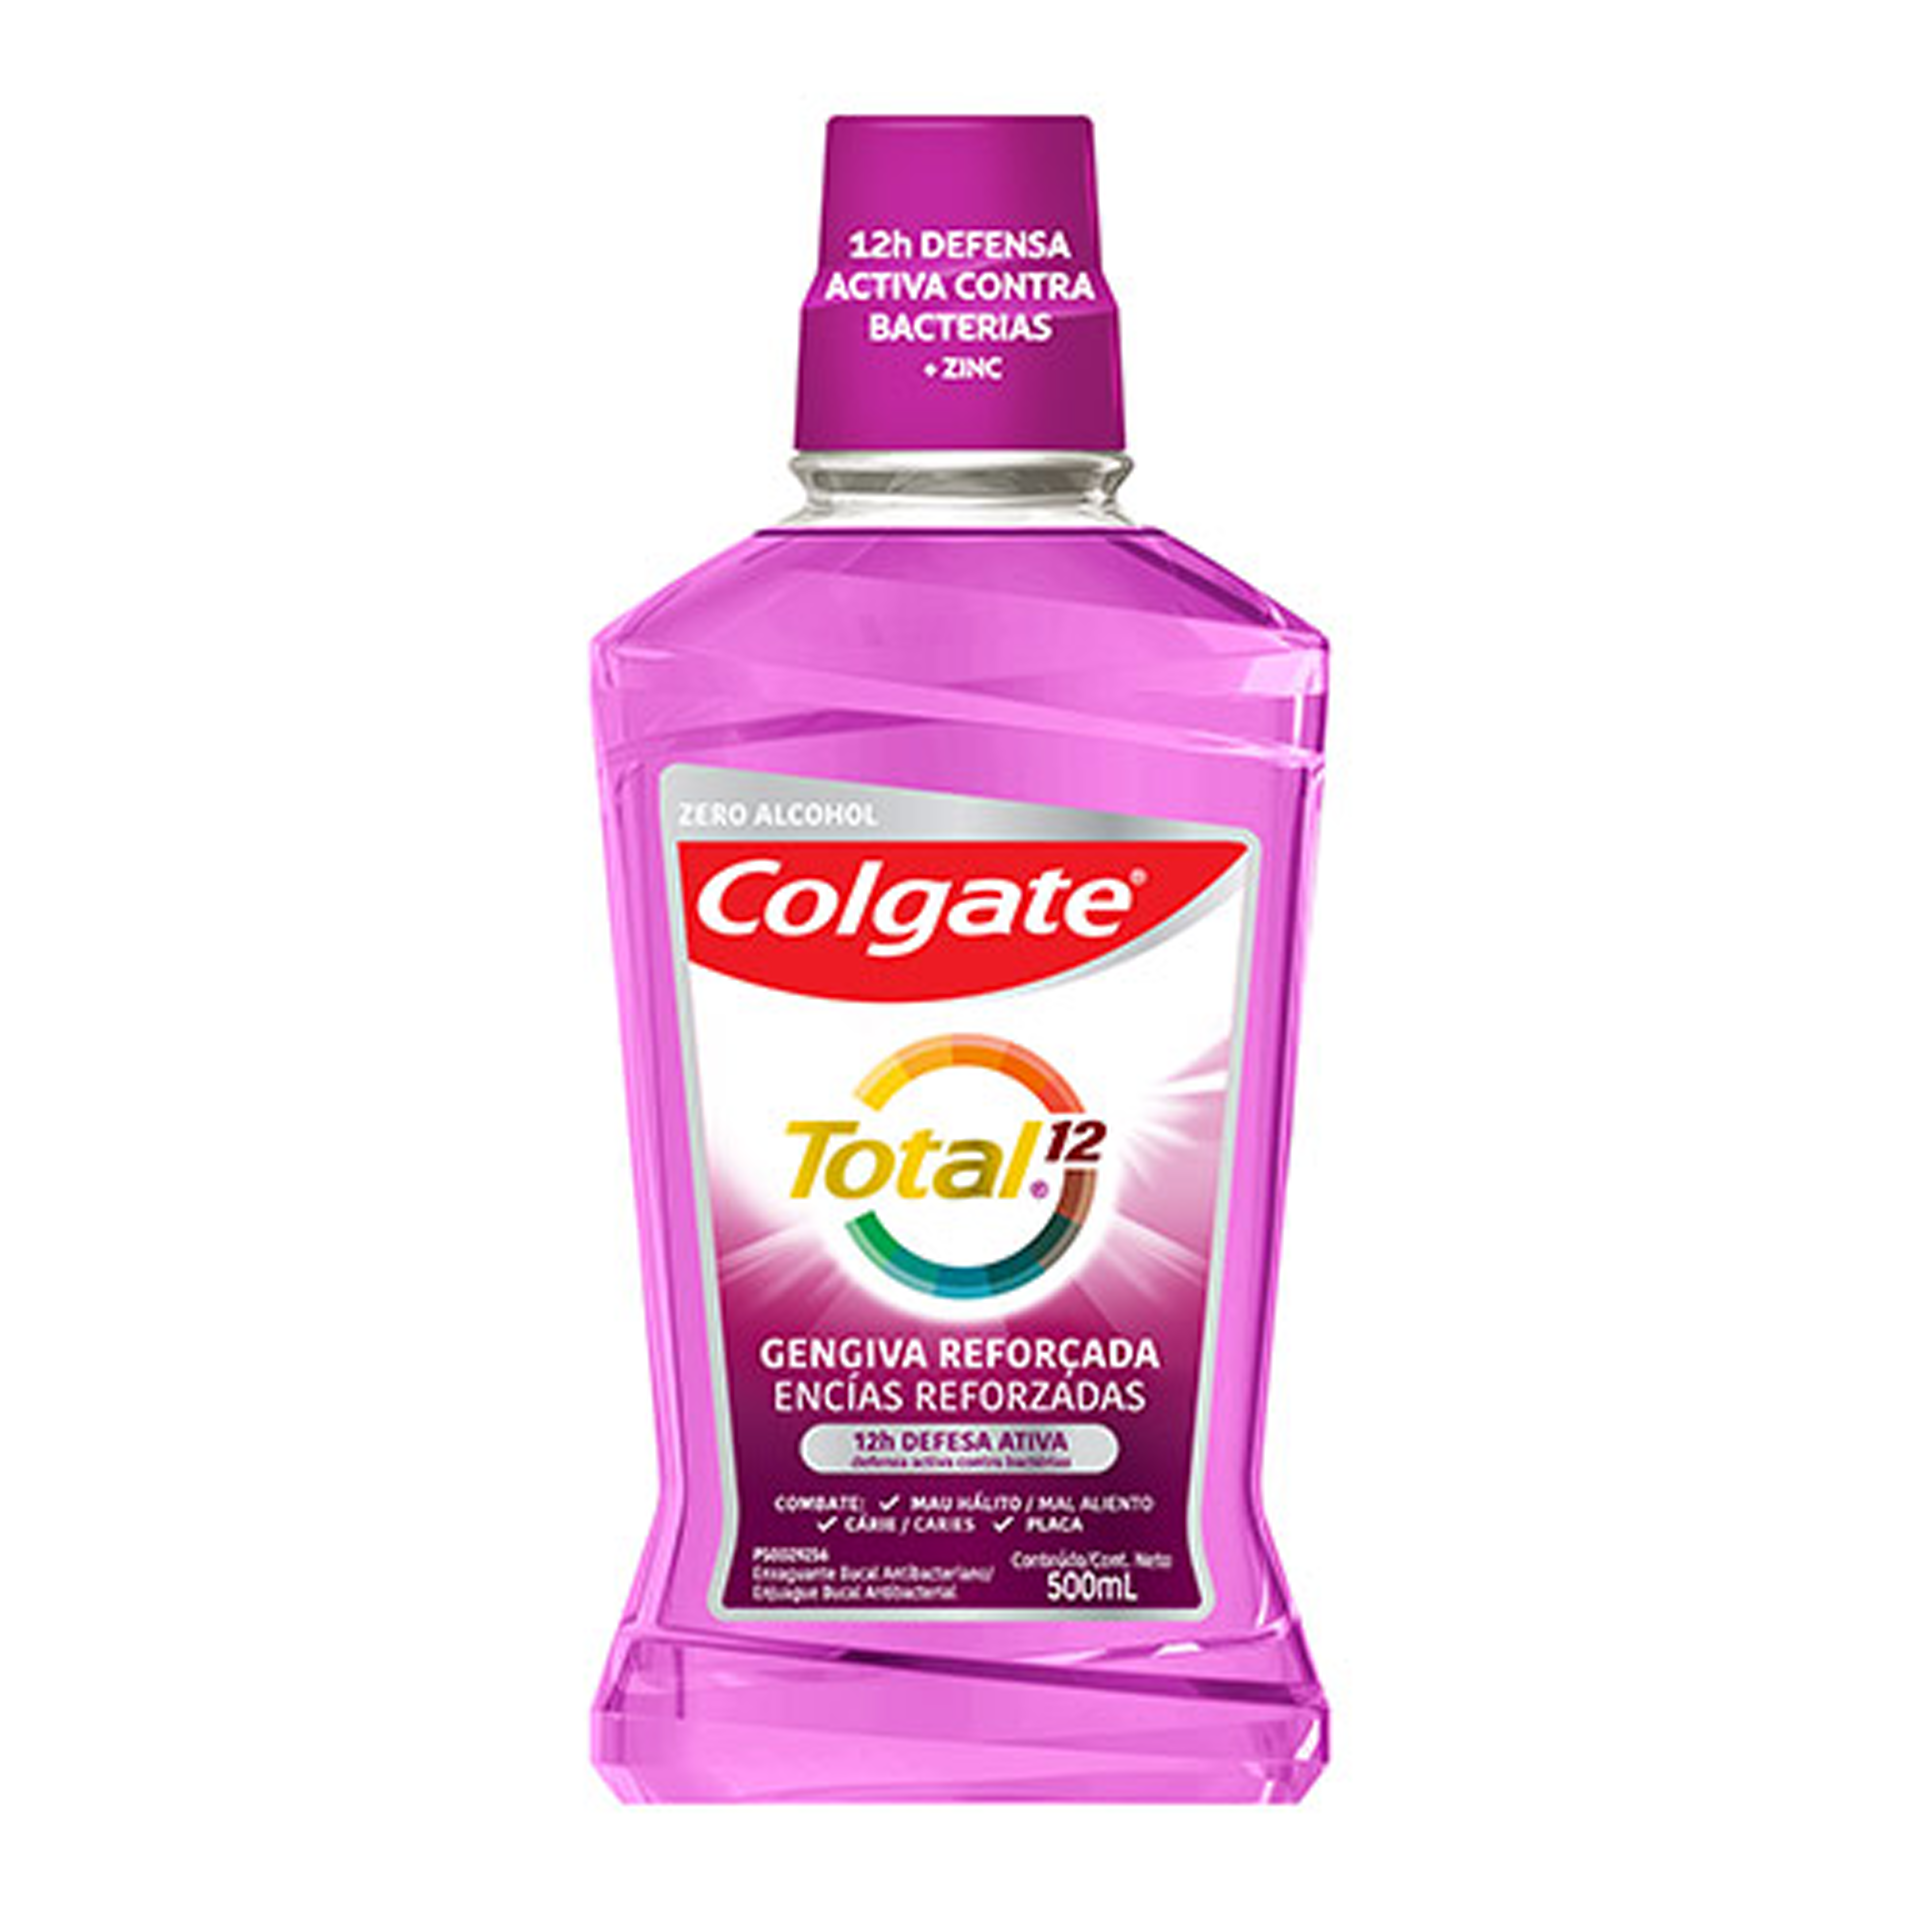 12h DEFENSA
ACTIVA CONTRA
BACTERIAS
+ ZINC
ZERO ALCOHOL
Colgate®
Total.12
®
GENGIVA REFORÇADA
ENCÍAS REFORZADAS
12h DEFESA ATIVA
defensa activa contra bactérias
COMBATE: ✓ MAU HÁLITO / MAL ALIENTO
✓ CÁRIE / CARIES ✓ PLACA
Enxaguante Bucal Antibacteriano/
Enjuague Bucal Antibacterial
Conteúdo/Cont. Neto
500mL